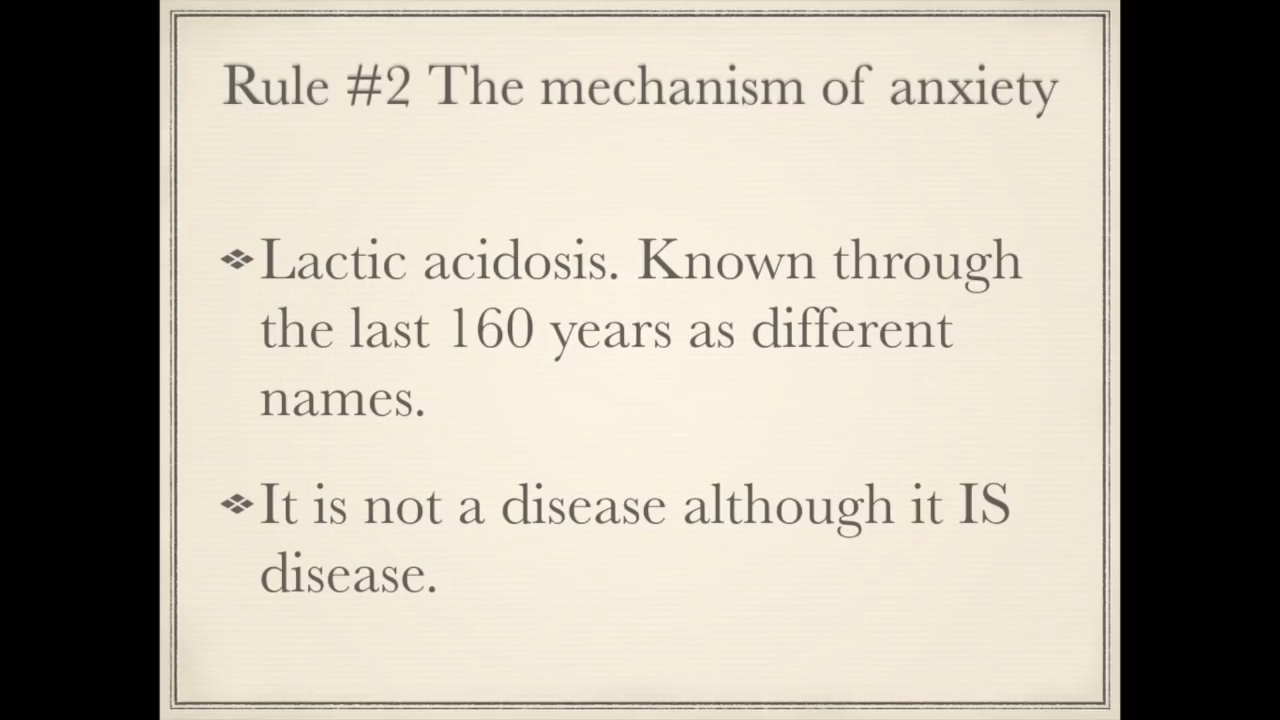 Rule #2 The mechanism of anxiety
Lactic acidosis. Known through
the last 160 years as different
names.
It is not a disease although it IS
disease.